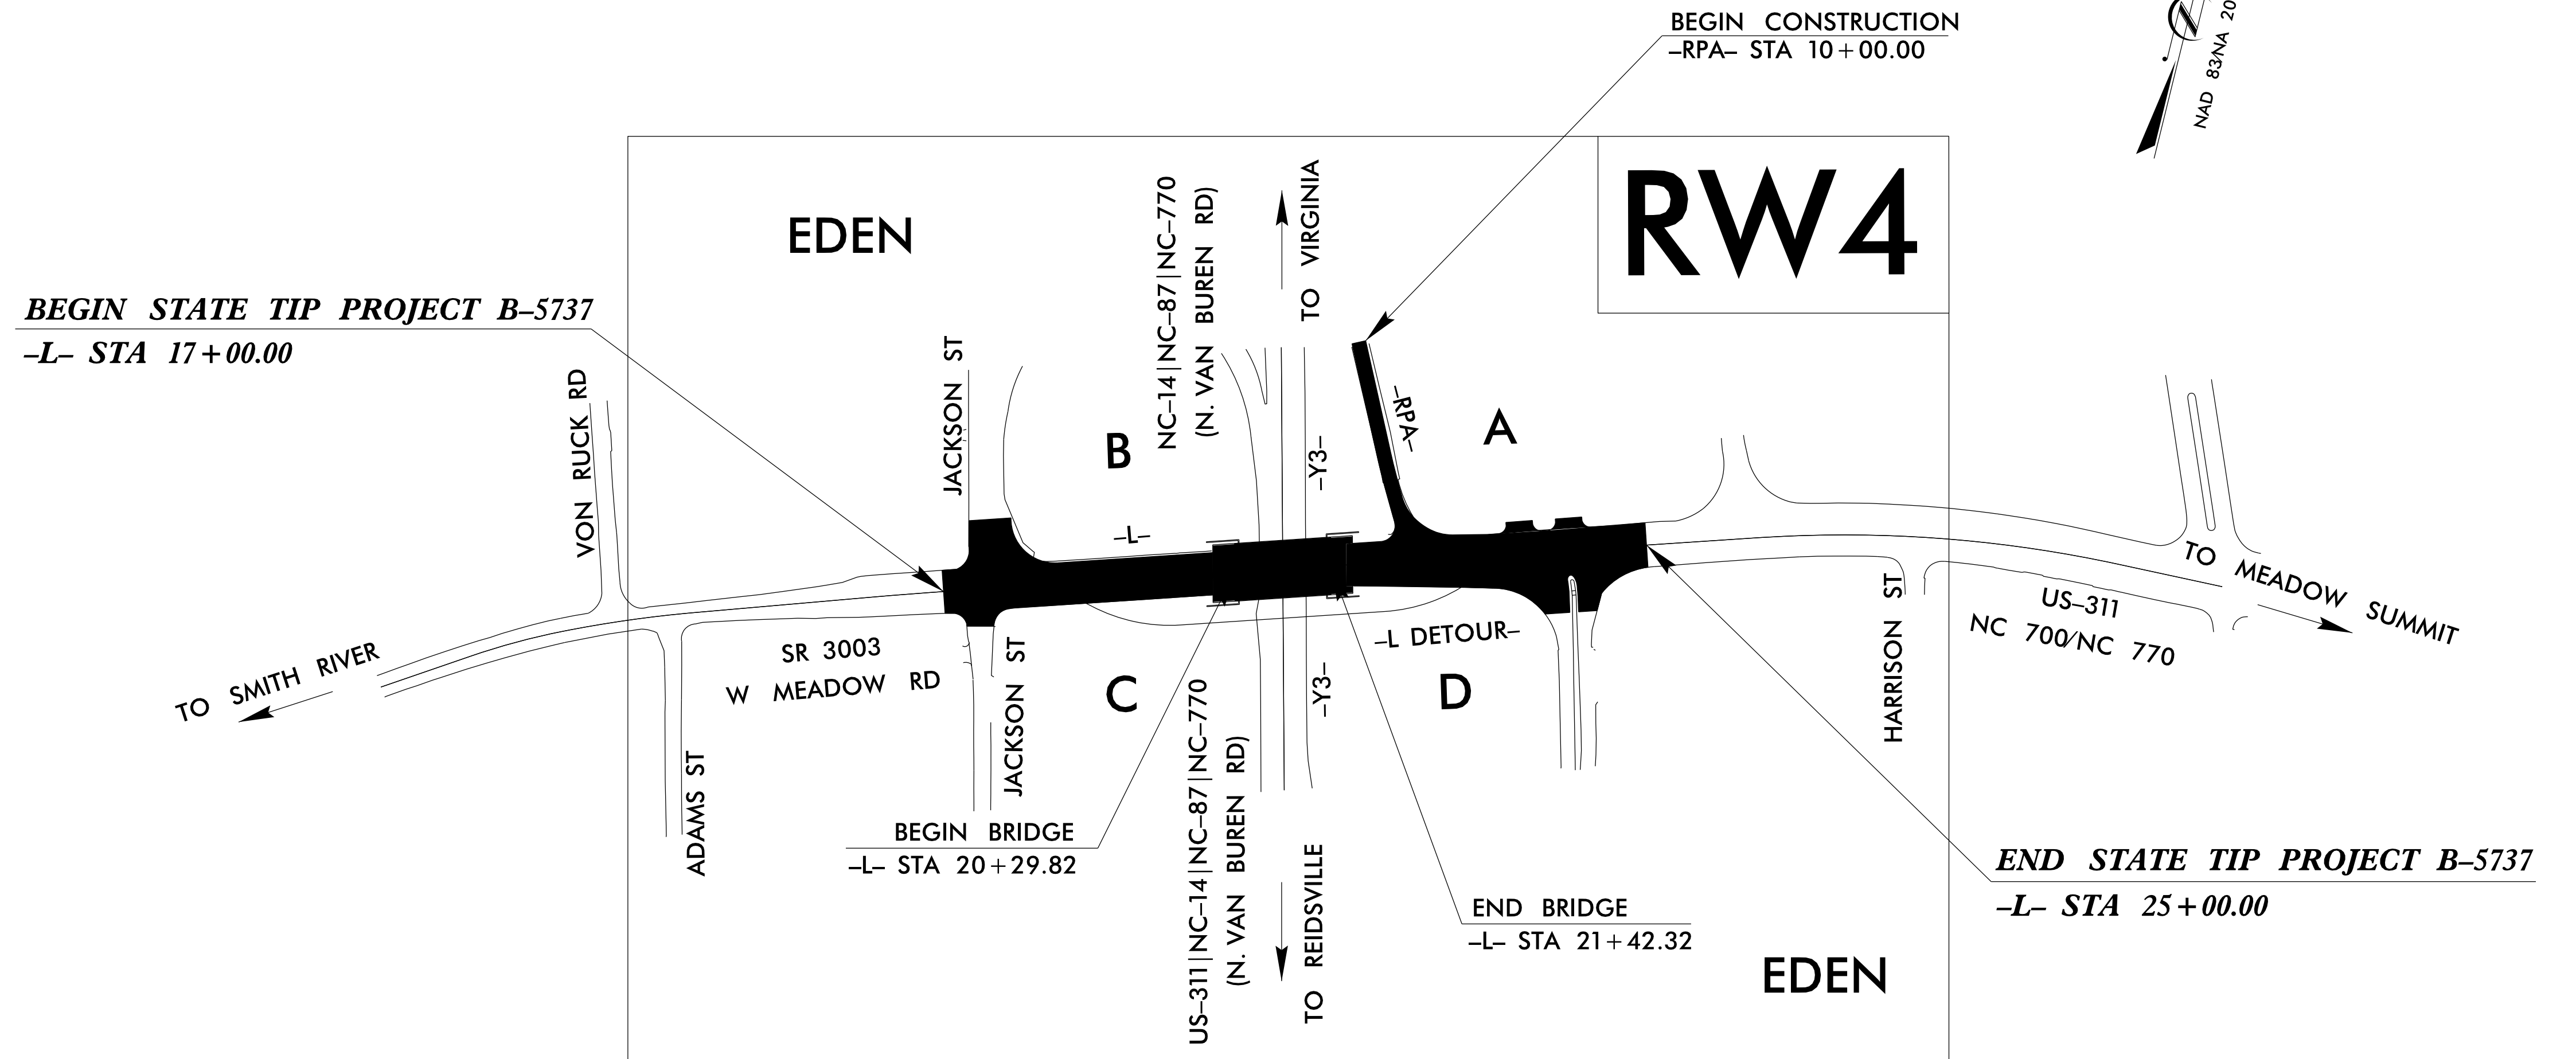 BEGIN CONSTRUCTION
–RPA– STA 10+00.00
NAD 83/NA 20
RW4
EDEN
NC–14|NC–87|NC–770
(N. VAN BUREN RD)
TO VIRGINIA
BEGIN STATE TIP PROJECT B–5737
–L– STA 17+00.00
VON RUCK RD
JACKSON ST
B
–Y3–
–RPA–
A
–L–
TO SMITH RIVER
SR 3003
W MEADOW RD
ADAMS ST
JACKSON ST
C
–Y3–
–L DETOUR–
D
HARRISON ST
US–311
NC 700/NC 770
TO MEADOW SUMMIT
US–311|NC–14|NC–87|NC–770
(N. VAN BUREN RD)
TO REIDSVILLE
BEGIN BRIDGE
–L– STA 20+29.82
END BRIDGE
–L– STA 21+42.32
END STATE TIP PROJECT B–5737
–L– STA 25+00.00
EDEN